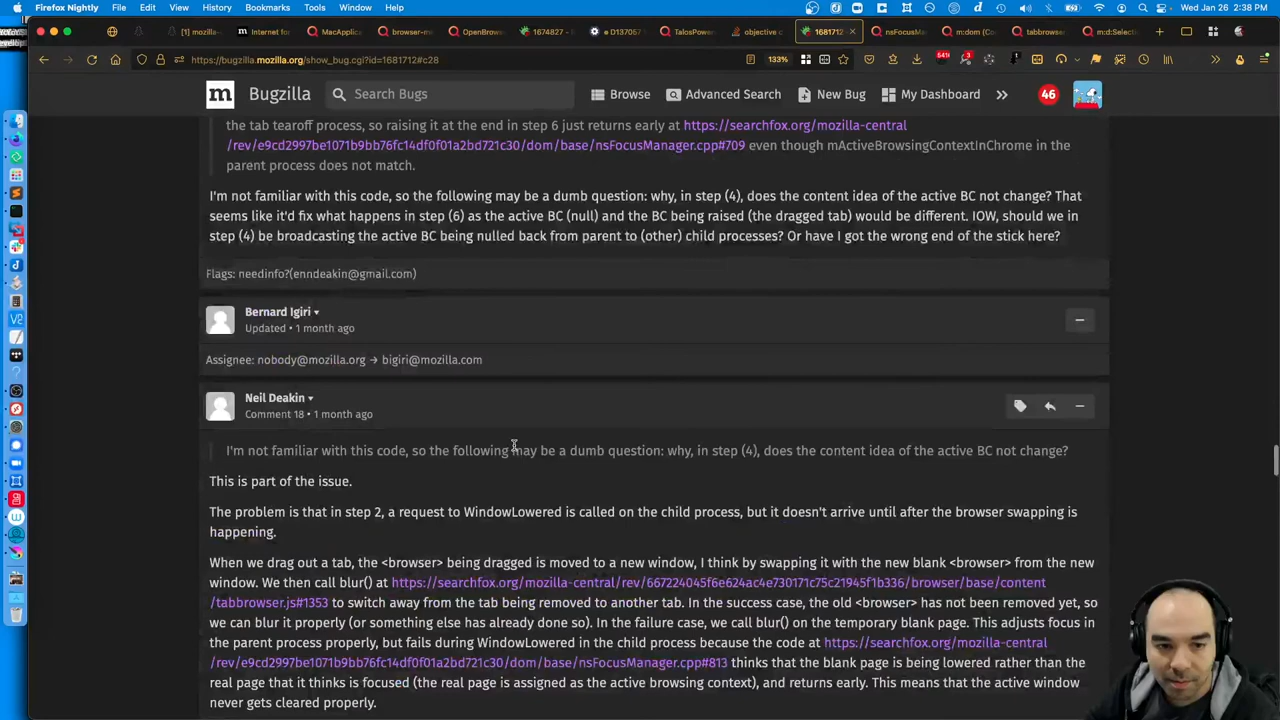 Firefox Nightly File Edit View History Bookmarks Tools Window Help Wed Jan 26 2:38 PM
[1] mozilla- Internet for MacApplica browser-m OpenBrow 1674827 - D137057 TalosPower objective c 1681712 nsFocusMa m:dom (Co tabbrowser m:d:Select
https://bugzilla.mozilla.org/show_bug.cgi?id=1681712#c28 133%
m Bugzilla Search Bugs Browse Advanced Search New Bug My Dashboard 46
the tab tearoff process, so raising it at the end in step 6 just returns early at https://searchfox.org/mozilla-central
/rev/e9cd2997be1071b9bb76fc14df0f01a2bd721c30/dom/base/nsFocusManager.cpp#709 even though mActiveBrowsingContextInChrome in the
parent process does not match.
I'm not familiar with this code, so the following may be a dumb question: why, in step (4), does the content idea of the active BC not change? That
seems like it'd fix what happens in step (6) as the active BC (null) and the BC being raised (the dragged tab) would be different. IOW, should we in
step (4) be broadcasting the active BC being nulled back from parent to (other) child processes? Or have I got the wrong end of the stick here?
Flags: needinfo?(enndeakin@gmail.com)
Bernard Igiri
Updated • 1 month ago
Assignee: nobody@mozilla.org → bigiri@mozilla.com
Neil Deakin
Comment 18 • 1 month ago
I'm not familiar with this code, so the following may be a dumb question: why, in step (4), does the content idea of the active BC not change?
This is part of the issue.
The problem is that in step 2, a request to WindowLowered is called on the child process, but it doesn't arrive until after the browser swapping is
happening.
When we drag out a tab, the <browser> being dragged is moved to a new window, I think by swapping it with the new blank <browser> from the new
window. We then call blur() at https://searchfox.org/mozilla-central/rev/667224045f6e624ac4e730171c75c21945f1b336/browser/base/content
/tabbrowser.js#1353 to switch away from the tab being removed to another tab. In the success case, the old <browser> has not been removed yet, so
we can blur it properly (or something else has already done so). In the failure case, we call blur() on the temporary blank page. This adjusts focus in
the parent process properly, but fails during WindowLowered in the child process because the code at https://searchfox.org/mozilla-central
/rev/e9cd2997be1071b9bb76fc14df0f01a2bd721c30/dom/base/nsFocusManager.cpp#813 thinks that the blank page is being lowered rather than the
real page that it thinks is focused (the real page is assigned as the active browsing context), and returns early. This means that the active window
never gets cleared properly.